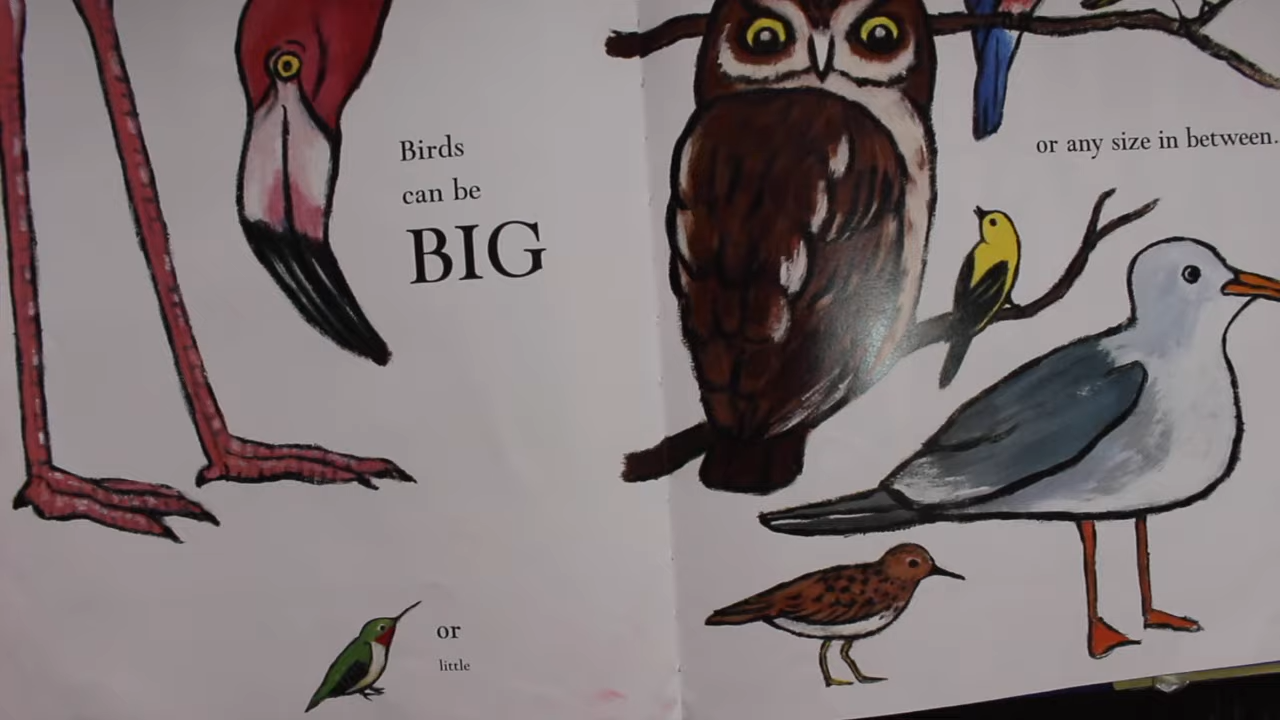 Birds
can be
BIG
or
little
or any size in between.